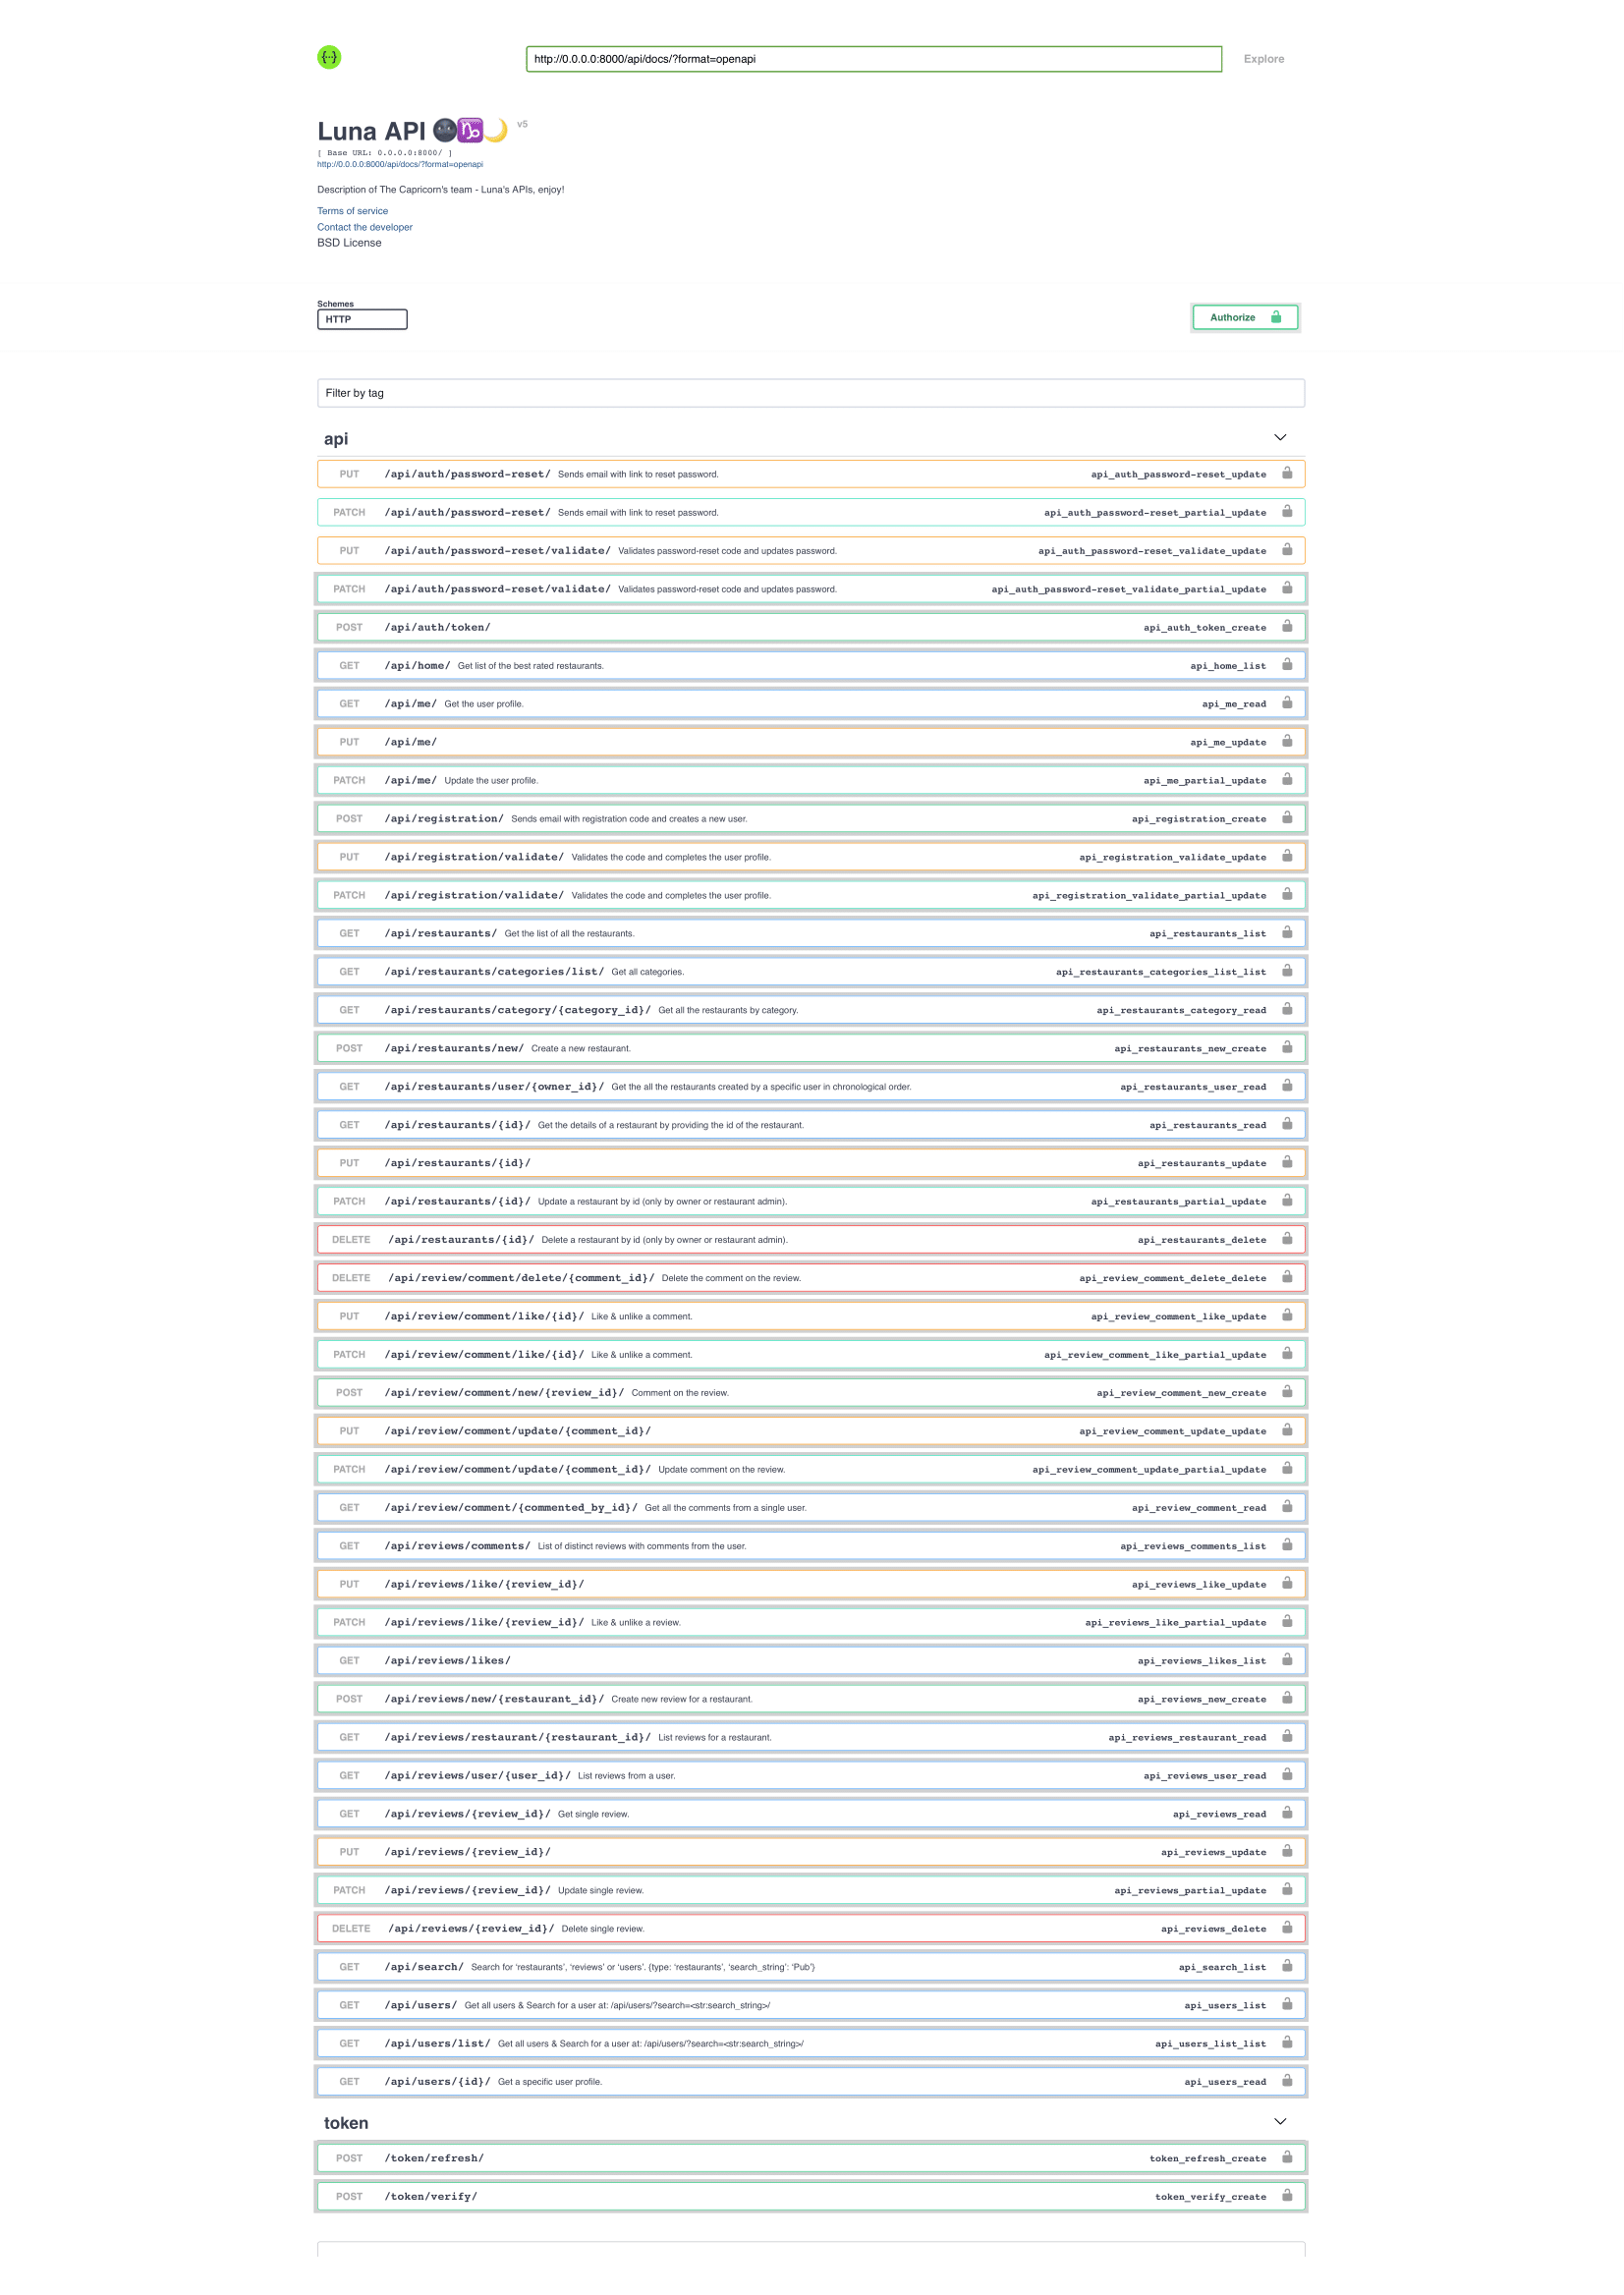 {···}
http://0.0.0.0:8000/api/docs/?format=openapi
Explore
Luna API 🌚♑🌙 v5
[ Base URL: 0.0.0.0:8000/ ]
http://0.0.0.0:8000/api/docs/?format=openapi
Description of The Capricorn's team - Luna's APIs, enjoy!
Terms of service
Contact the developer
BSD License
Schemes
HTTP
Authorize
Filter by tag
api
PUT /api/auth/password-reset/ Sends email with link to reset password. api_auth_password-reset_update
PATCH /api/auth/password-reset/ Sends email with link to reset password. api_auth_password-reset_partial_update
PUT /api/auth/password-reset/validate/ Validates password-reset code and updates password. api_auth_password-reset_validate_update
PATCH /api/auth/password-reset/validate/ Validates password-reset code and updates password. api_auth_password-reset_validate_partial_update
POST /api/auth/token/ api_auth_token_create
GET /api/home/ Get list of the best rated restaurants. api_home_list
GET /api/me/ Get the user profile. api_me_read
PUT /api/me/ api_me_update
PATCH /api/me/ Update the user profile. api_me_partial_update
POST /api/registration/ Sends email with registration code and creates a new user. api_registration_create
PUT /api/registration/validate/ Validates the code and completes the user profile. api_registration_validate_update
PATCH /api/registration/validate/ Validates the code and completes the user profile. api_registration_validate_partial_update
GET /api/restaurants/ Get the list of all the restaurants. api_restaurants_list
GET /api/restaurants/categories/list/ Get all categories. api_restaurants_categories_list_list
GET /api/restaurants/category/{category_id}/ Get all the restaurants by category. api_restaurants_category_read
POST /api/restaurants/new/ Create a new restaurant. api_restaurants_new_create
GET /api/restaurants/user/{owner_id}/ Get the all the restaurants created by a specific user in chronological order. api_restaurants_user_read
GET /api/restaurants/{id}/ Get the details of a restaurant by providing the id of the restaurant. api_restaurants_read
PUT /api/restaurants/{id}/ api_restaurants_update
PATCH /api/restaurants/{id}/ Update a restaurant by id (only by owner or restaurant admin). api_restaurants_partial_update
DELETE /api/restaurants/{id}/ Delete a restaurant by id (only by owner or restaurant admin). api_restaurants_delete
DELETE /api/review/comment/delete/{comment_id}/ Delete the comment on the review. api_review_comment_delete_delete
PUT /api/review/comment/like/{id}/ Like & unlike a comment. api_review_comment_like_update
PATCH /api/review/comment/like/{id}/ Like & unlike a comment. api_review_comment_like_partial_update
POST /api/review/comment/new/{review_id}/ Comment on the review. api_review_comment_new_create
PUT /api/review/comment/update/{comment_id}/ api_review_comment_update_update
PATCH /api/review/comment/update/{comment_id}/ Update comment on the review. api_review_comment_update_partial_update
GET /api/review/comment/{commented_by_id}/ Get all the comments from a single user. api_review_comment_read
GET /api/reviews/comments/ List of distinct reviews with comments from the user. api_reviews_comments_list
PUT /api/reviews/like/{review_id}/ api_reviews_like_update
PATCH /api/reviews/like/{review_id}/ Like & unlike a review. api_reviews_like_partial_update
GET /api/reviews/likes/ api_reviews_likes_list
POST /api/reviews/new/{restaurant_id}/ Create new review for a restaurant. api_reviews_new_create
GET /api/reviews/restaurant/{restaurant_id}/ List reviews for a restaurant. api_reviews_restaurant_read
GET /api/reviews/user/{user_id}/ List reviews from a user. api_reviews_user_read
GET /api/reviews/{review_id}/ Get single review. api_reviews_read
PUT /api/reviews/{review_id}/ api_reviews_update
PATCH /api/reviews/{review_id}/ Update single review. api_reviews_partial_update
DELETE /api/reviews/{review_id}/ Delete single review. api_reviews_delete
GET /api/search/ Search for 'restaurants', 'reviews' or 'users'. {type: 'restaurants', 'search_string': 'Pub'} api_search_list
GET /api/users/ Get all users & Search for a user at: /api/users/?search=<str:search_string>/ api_users_list
GET /api/users/list/ Get all users & Search for a user at: /api/users/?search=<str:search_string>/ api_users_list_list
GET /api/users/{id}/ Get a specific user profile. api_users_read
token
POST /token/refresh/ token_refresh_create
POST /token/verify/ token_verify_create